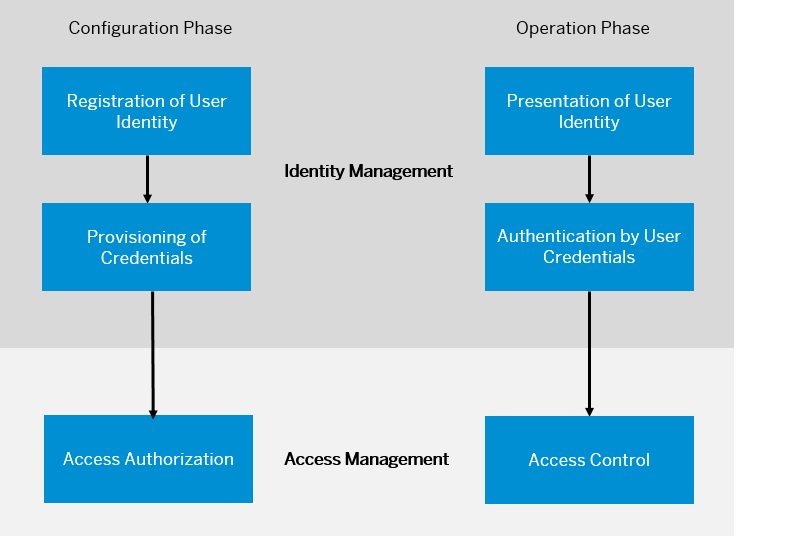 Configuration Phase
Operation Phase
Registration of User
Identity
Presentation of User
Identity
Identity Management
Provisioning of
Credentials
Authentication by User
Credentials
Access Authorization
Access Management
Access Control